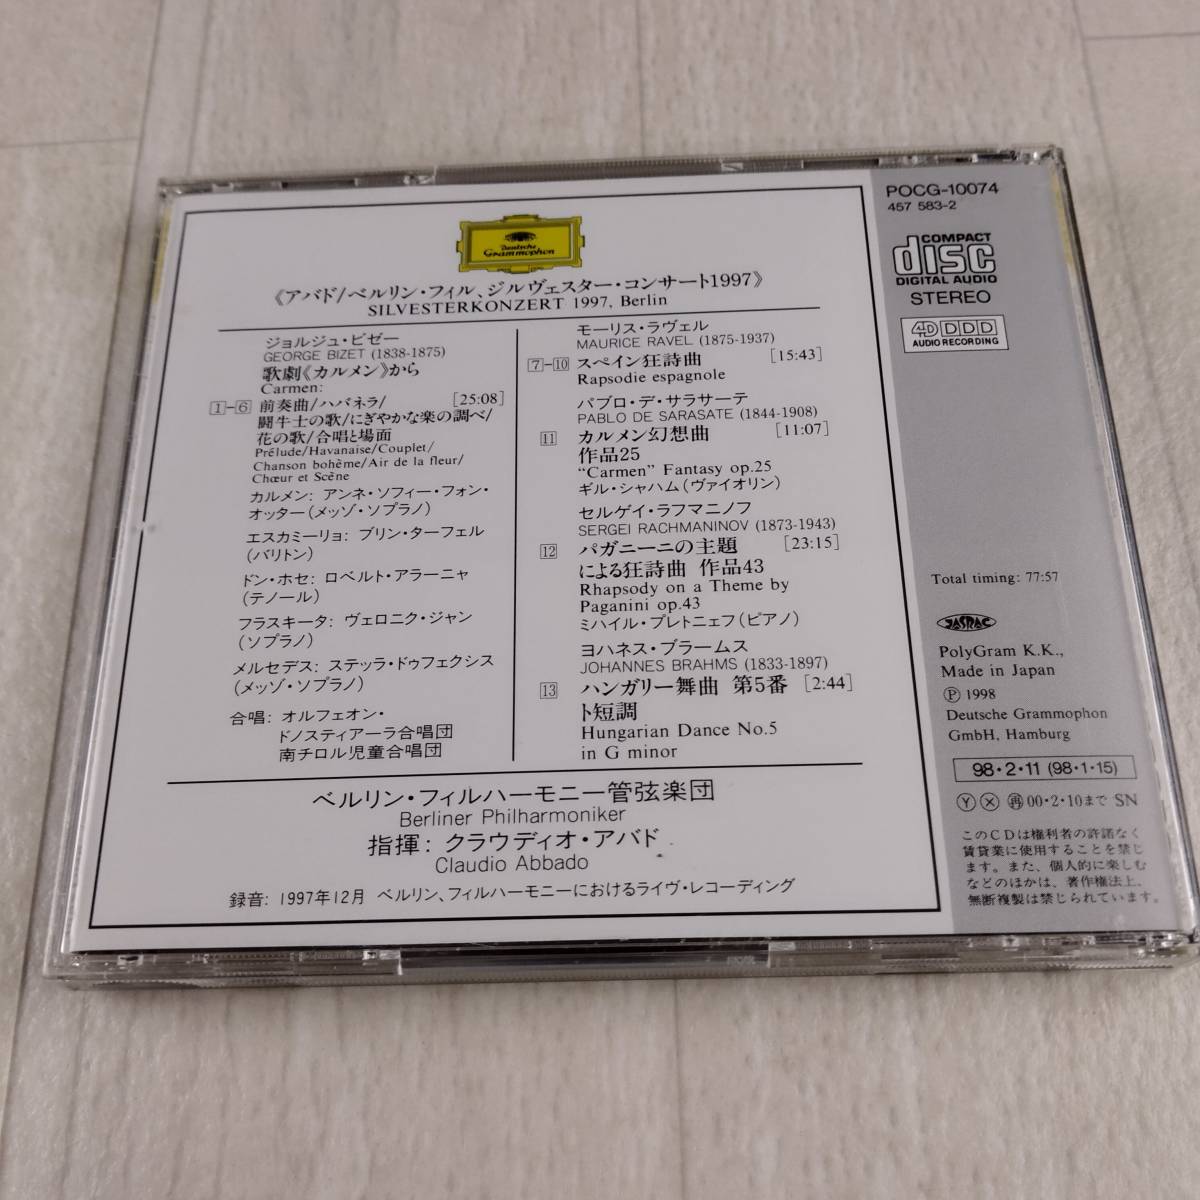 Deutsche
Grammophon
《アバド/ベルリン・フィル、ジルヴェスター・コンサート1997》
SILVESTERKONZERT 1997, Berlin
ジョルジュ・ビゼー
GEORGE BIZET (1838-1875)
歌劇《カルメン》から
Carmen:
1-6 前奏曲/ハバネラ/ [25:08]
闘牛士の歌/にぎやかな楽の調べ/
花の歌/合唱と場面
Prélude/Havanaise/Couplet/
Chanson bohème/Air de la fleur/
Chœur et Scène
カルメン: アンネ・ソフィー・フォン・
オッター(メッゾ・ソプラノ)
エスカミーリョ: ブリン・ターフェル
(バリトン)
ドン・ホセ: ロベルト・アラーニャ
(テノール)
フラスキータ: ヴェロニク・ジャン
(ソプラノ)
メルセデス: ステッラ・ドゥフェクシス
(メッゾ・ソプラノ)
合唱: オルフェオン・
ドノスティアーラ合唱団
南チロル児童合唱団
モーリス・ラヴェル
MAURICE RAVEL (1875-1937)
7-10 スペイン狂詩曲 [15:43]
Rapsodie espagnole
パブロ・デ・サラサーテ
PABLO DE SARASATE (1844-1908)
11 カルメン幻想曲 [11:07]
作品25
“Carmen” Fantasy op.25
ギル・シャハム(ヴァイオリン)
セルゲイ・ラフマニノフ
SERGEI RACHMANINOV (1873-1943)
12 パガニーニの主題 [23:15]
による狂詩曲 作品43
Rhapsody on a Theme by
Paganini op.43
ミハイル・プレトニェフ(ピアノ)
ヨハネス・ブラームス
JOHANNES BRAHMS (1833-1897)
13 ハンガリー舞曲 第5番 [2:44]
ト短調
Hungarian Dance No.5
in G minor
ベルリン・フィルハーモニー管弦楽団
Berliner Philharmoniker
指揮: クラウディオ・アバド
Claudio Abbado
録音: 1997年12月 ベルリン、フィルハーモニーにおけるライヴ・レコーディング
POCG-10074
457 583-2
COMPACT
disc
DIGITAL AUDIO
STEREO
4D DDD
AUDIO RECORDING
Total timing: 77:57
JASRAC
PolyGram K.K.,
Made in Japan
Ⓟ 1998
Deutsche Grammophon
GmbH, Hamburg
98・2・11 (98・1・15)
Ⓨ Ⓧ 再 00・2・10まで SN
このCDは権利者の許諾なく
賃貸業に使用することを禁じ
ます。また、個人的に楽しむ
などのほかは、著作権法上、
無断複製は禁じられています。